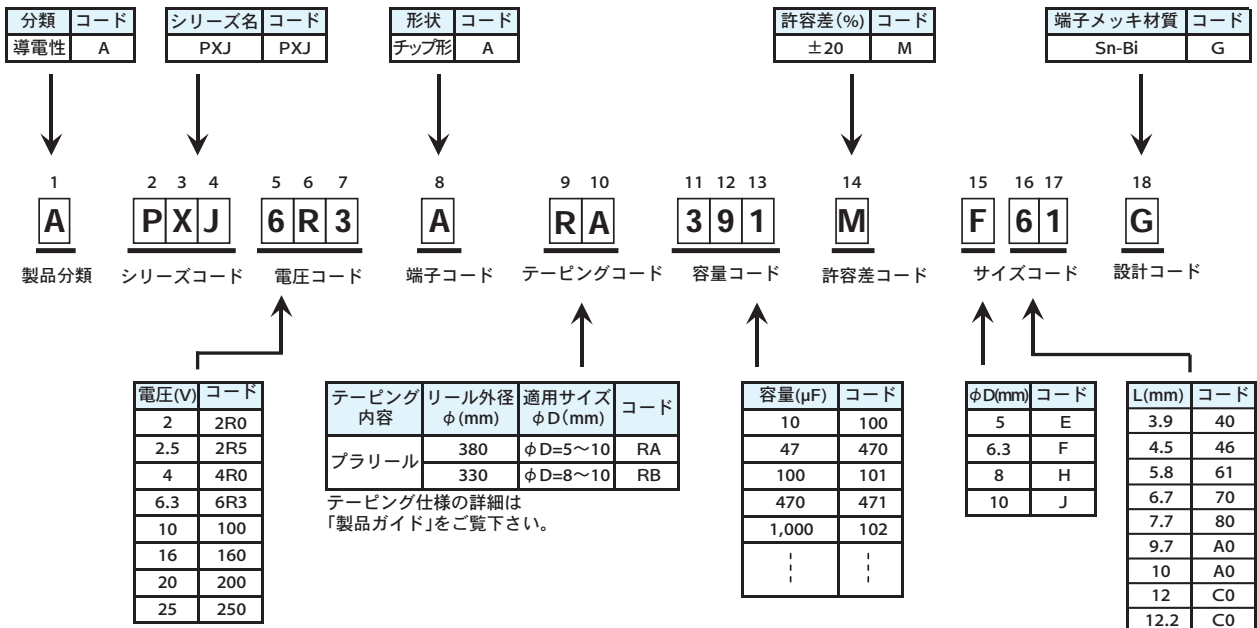 分類 コード
導電性 A
シリーズ名 コード
PXJ PXJ
形状 コード
チップ形 A
許容差(%) コード
±20 M
端子メッキ材質 コード
Sn-Bi G
1 2 3 4 5 6 7 8 9 10 11 12 13 14 15 16 17 18
A P X J 6 R 3 A R A 3 9 1 M F 6 1 G
製品分類 シリーズコード 電圧コード 端子コード テーピングコード 容量コード 許容差コード サイズコード 設計コード
電圧(V) コード
2 2R0
2.5 2R5
4 4R0
6.3 6R3
10 100
16 160
20 200
25 250
テーピング内容 リール外径φ(mm) 適用サイズφD(mm) コード
プラリール 380 φD=5～10 RA
330 φD=8～10 RB
テーピング仕様の詳細は
「製品ガイド」をご覧下さい。
容量(μF) コード
10 100
47 470
100 101
470 471
1,000 102
φD(mm) コード
5 E
6.3 F
8 H
10 J
L(mm) コード
3.9 40
4.5 46
5.8 61
6.7 70
7.7 80
9.7 A0
10 A0
12 C0
12.2 C0